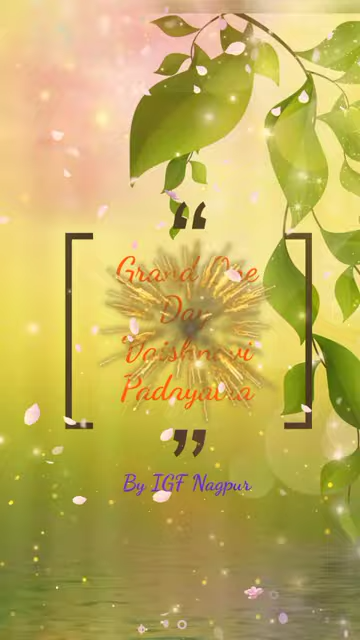 “
Grand One
Day
Vaishnavi
Padayatra
”
By IGF Nagpur